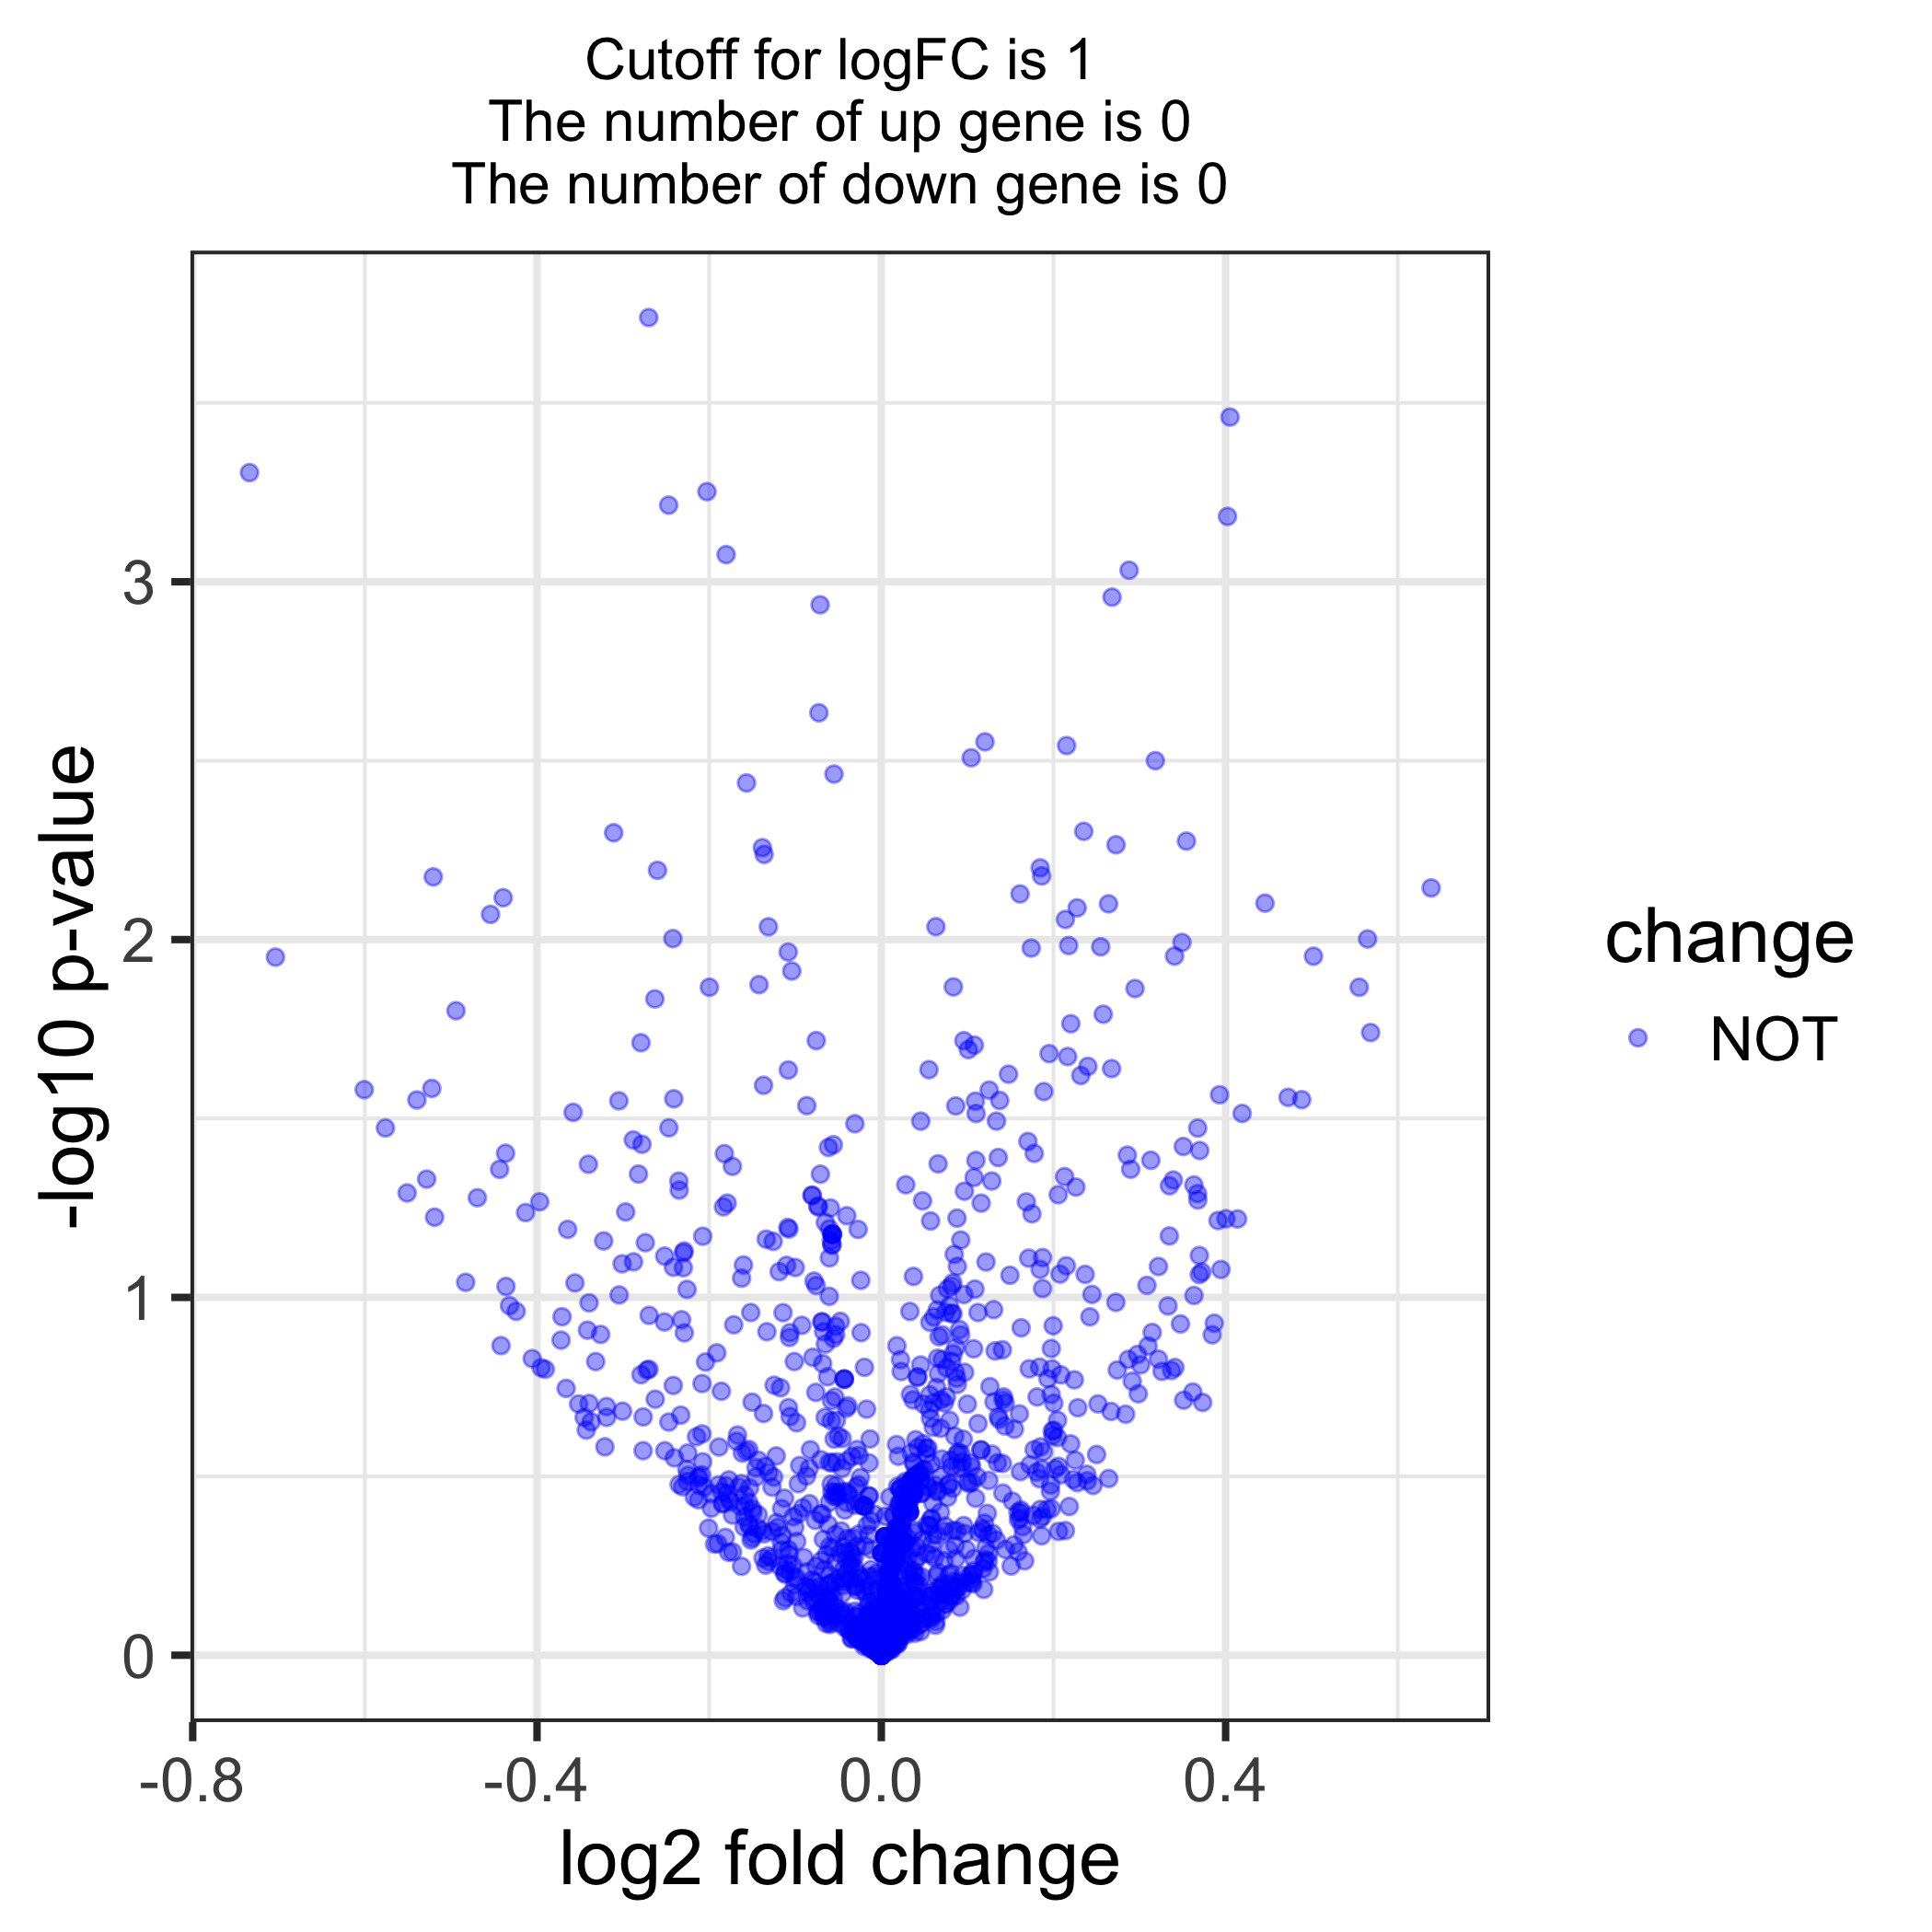 Cutoff for logFC is 1
The number of up gene is 0
The number of down gene is 0
-log10 p-value
3
2
1
0
-0.8
-0.4
0.0
0.4
log2 fold change
change
NOT